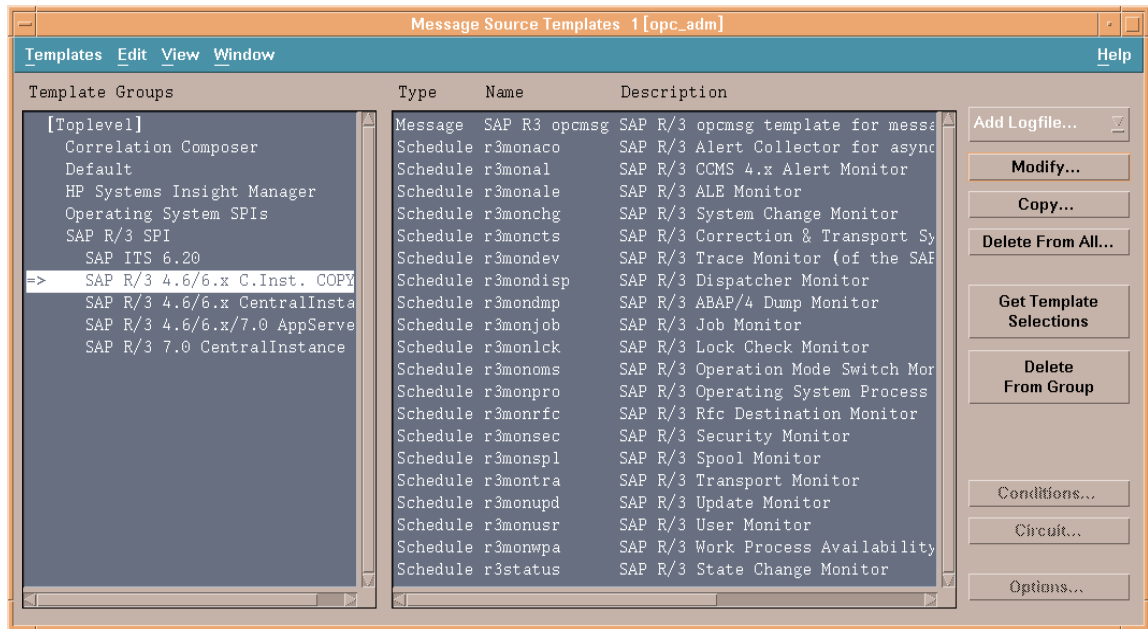 Message Source Templates 1 [opc_adm]
Templates Edit View Window Help
Template Groups
[Toplevel]
Correlation Composer
Default
HP Systems Insight Manager
Operating System SPIs
SAP R/3 SPI
SAP ITS 6.20
=> SAP R/3 4.6/6.x C.Inst. COPY
SAP R/3 4.6/6.x CentralInsta
SAP R/3 4.6/6.x/7.0 AppServe
SAP R/3 7.0 CentralInstance
Type Name Description
Message SAP R3 opcmsg SAP R/3 opcmsg template for messa
Schedule r3monaco SAP R/3 Alert Collector for async
Schedule r3monal SAP R/3 CCMS 4.x Alert Monitor
Schedule r3monale SAP R/3 ALE Monitor
Schedule r3monchg SAP R/3 System Change Monitor
Schedule r3moncts SAP R/3 Correction & Transport Sy
Schedule r3mondev SAP R/3 Trace Monitor (of the SAP
Schedule r3mondisp SAP R/3 Dispatcher Monitor
Schedule r3mondmp SAP R/3 ABAP/4 Dump Monitor
Schedule r3monjob SAP R/3 Job Monitor
Schedule r3monlck SAP R/3 Lock Check Monitor
Schedule r3monoms SAP R/3 Operation Mode Switch Mon
Schedule r3monpro SAP R/3 Operating System Process
Schedule r3monrfc SAP R/3 Rfc Destination Monitor
Schedule r3monsec SAP R/3 Security Monitor
Schedule r3monspl SAP R/3 Spool Monitor
Schedule r3montra SAP R/3 Transport Monitor
Schedule r3monupd SAP R/3 Update Monitor
Schedule r3monusr SAP R/3 User Monitor
Schedule r3monwpa SAP R/3 Work Process Availability
Schedule r3status SAP R/3 State Change Monitor
Add Logfile...
Modify...
Copy...
Delete From All...
Get Template
Selections
Delete
From Group
Conditions...
Circuit...
Options...